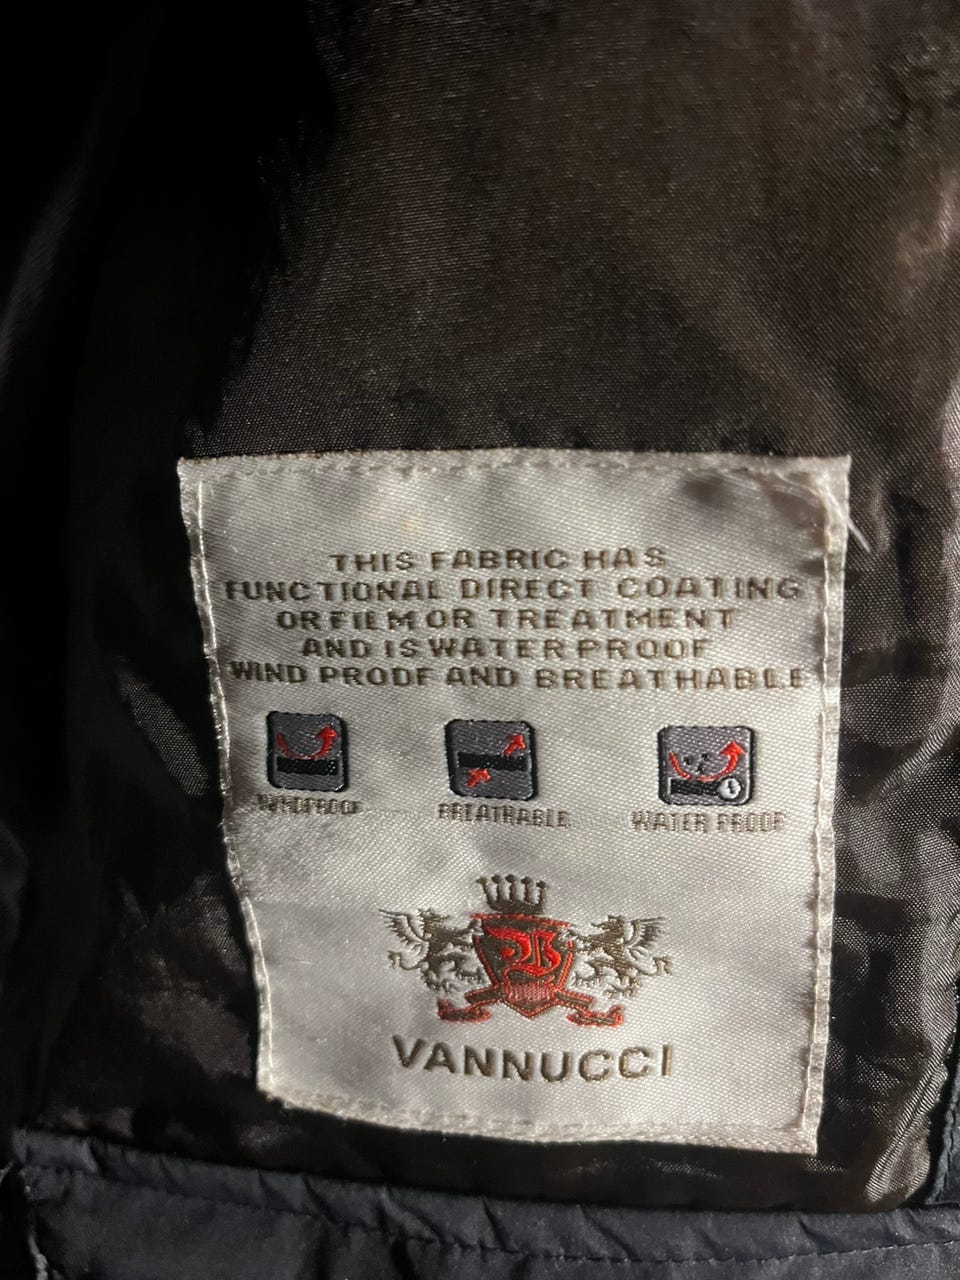 THIS FABRIC HAS
FUNCTIONAL DIRECT COATING
OR FIEM OR TREATMENT
AND IS WATER PROOF
WIND PROOF AND BREATHABLE
WINDPROOF
BREATHABLE
WATER PROOF
VANNUCCI